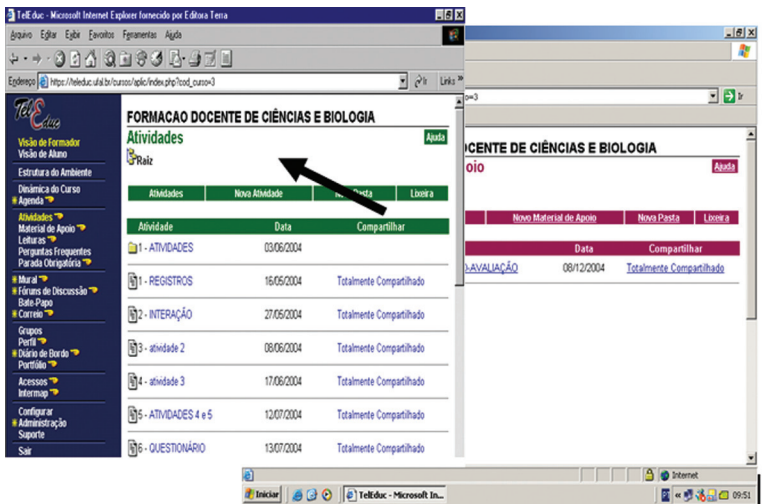 TelEduc - Microsoft Internet Explorer fornecido por Editora Terra
Arquivo Editar Exibir Favoritos Ferramentas Ajuda
Endereço https://teleduc.ufal.br/cursos/aplic/index.php?cod_curso=3 Ir Links »
TelEduc
Visão de Formador
Visão de Aluno
Estrutura do Ambiente
Dinâmica do Curso
Agenda
Atividades
Material de Apoio
Leituras
Perguntas Frequentes
Parada Obrigatória
Mural
Fóruns de Discussão
Bate-Papo
Correio
Grupos
Perfil
Diário de Bordo
Portfólio
Acessos
Intermap
Configurar
Administração
Suporte
Sair
FORMACAO DOCENTE DE CIÊNCIAS E BIOLOGIA
Atividades Ajuda
Raiz
Atividades Nova Atividade Pasta Lixeira
Atividade Data Compartilhar
1 - ATIVIDADES 03/06/2004
1 - REGISTROS 16/05/2004 Totalmente Compartilhado
2 - INTERAÇÃO 27/05/2004 Totalmente Compartilhado
3 - atividade 2 08/06/2004 Totalmente Compartilhado
4 - atividade 3 17/06/2004 Totalmente Compartilhado
5 - ATIVIDADES 4 e 5 12/07/2004 Totalmente Compartilhado
6 - QUESTIONÁRIO 13/07/2004 Totalmente Compartilhado
o=3 Ir
OCENTE DE CIÊNCIAS E BIOLOGIA
oio Ajuda
Novo Material de Apoio Nova Pasta Lixeira
Data Compartilhar
-AVALIAÇÃO 08/12/2004 Totalmente Compartilhado
Internet
Iniciar TelEduc - Microsoft In... PT « 09:51